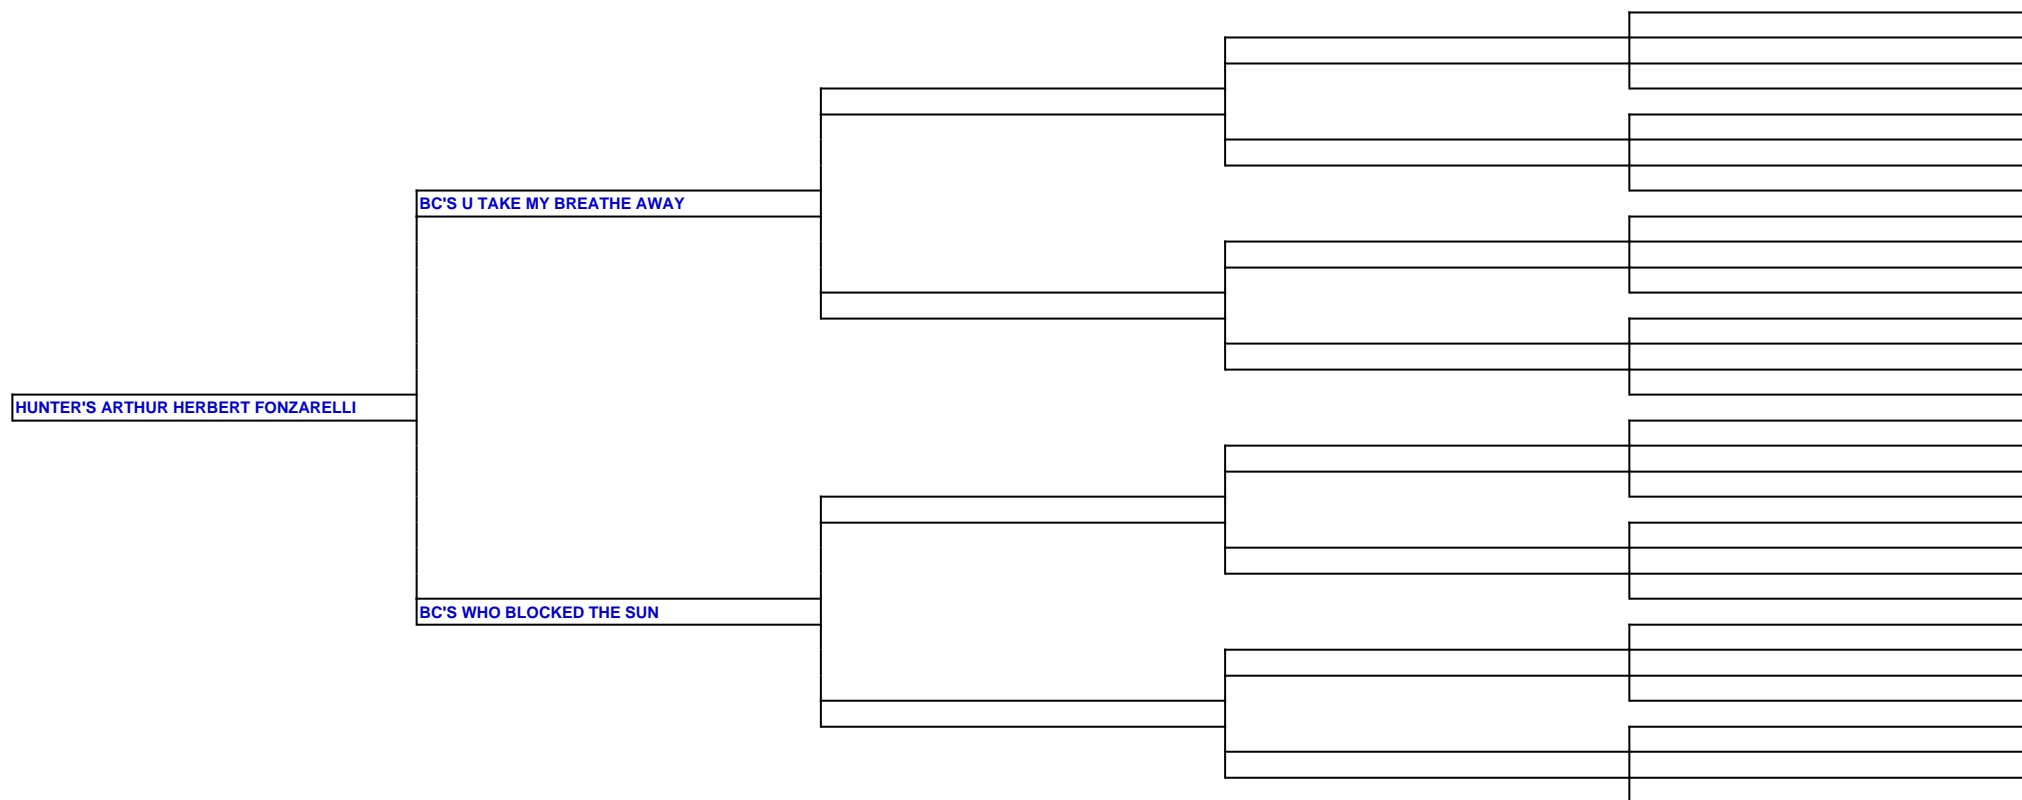 BC'S U TAKE MY BREATHE AWAY
HUNTER'S ARTHUR HERBERT FONZARELLI
BC'S WHO BLOCKED THE SUN